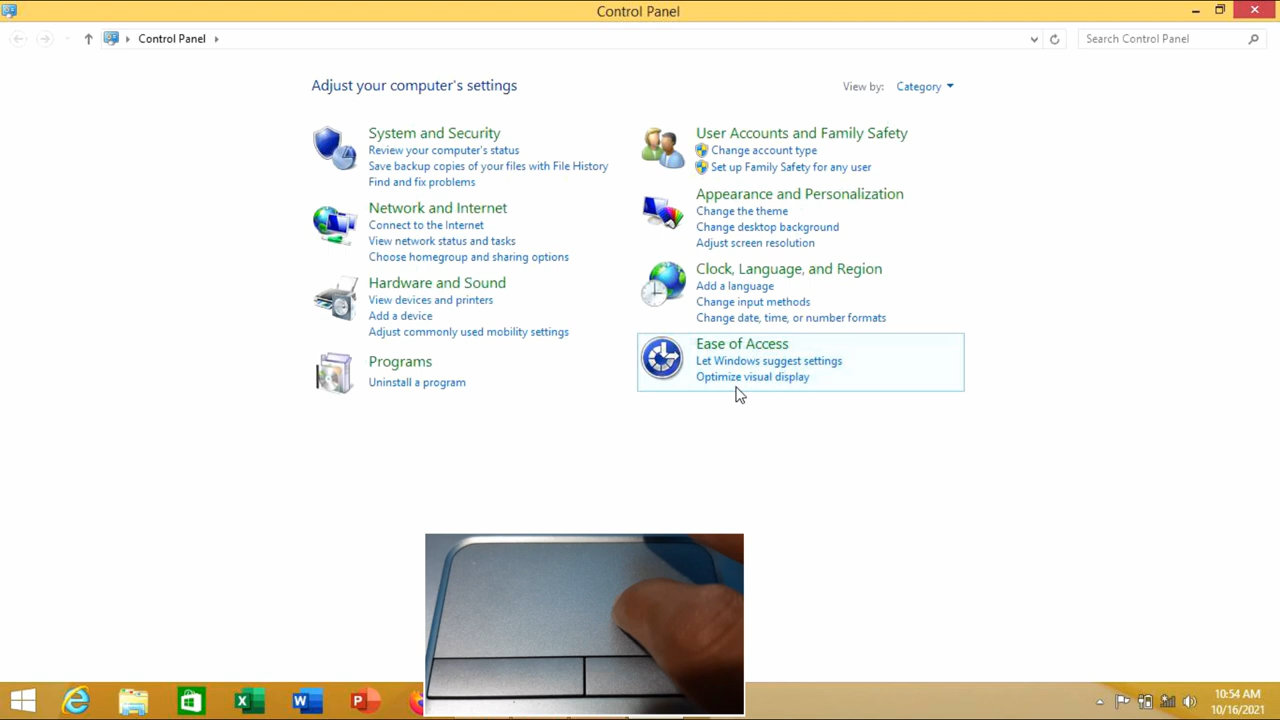 Control Panel
Control Panel
Search Control Panel
Adjust your computer's settings
View by: Category
System and Security
Review your computer's status
Save backup copies of your files with File History
Find and fix problems
Network and Internet
Connect to the Internet
View network status and tasks
Choose homegroup and sharing options
Hardware and Sound
View devices and printers
Add a device
Adjust commonly used mobility settings
Programs
Uninstall a program
User Accounts and Family Safety
Change account type
Set up Family Safety for any user
Appearance and Personalization
Change the theme
Change desktop background
Adjust screen resolution
Clock, Language, and Region
Add a language
Change input methods
Change date, time, or number formats
Ease of Access
Let Windows suggest settings
Optimize visual display
10:54 AM
10/16/2021